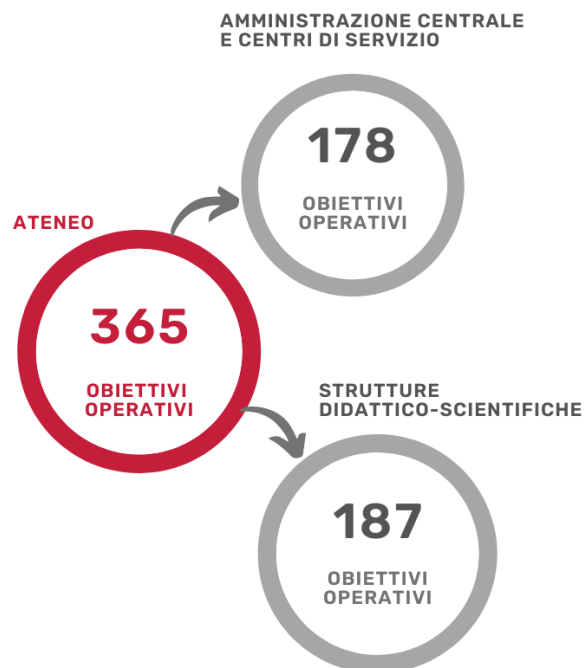 AMMINISTRAZIONE CENTRALE
E CENTRI DI SERVIZIO
178
OBIETTIVI
OPERATIVI
ATENEO
365
OBIETTIVI
OPERATIVI
STRUTTURE
DIDATTICO-SCIENTIFICHE
187
OBIETTIVI
OPERATIVI